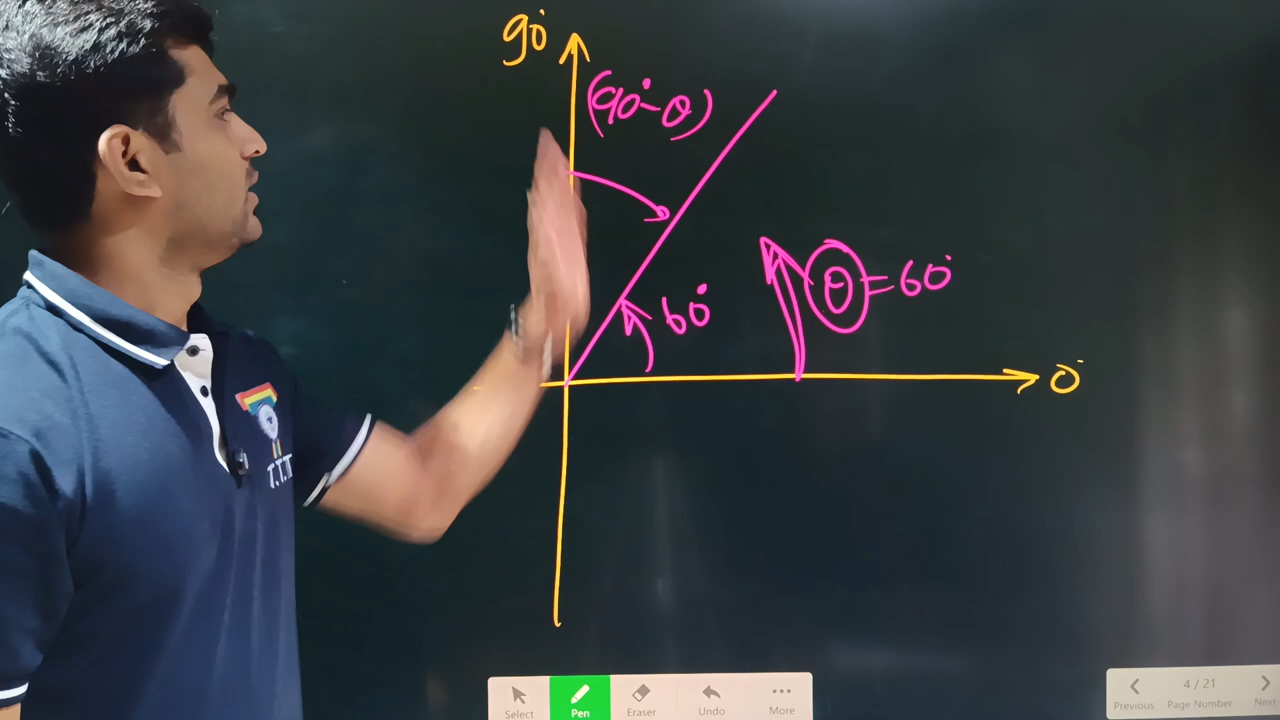 90°
(90°-θ)
60°
θ=60°
0°
T.T.T
Select Pen Eraser Undo More
4 / 21
Previous Page Number Next